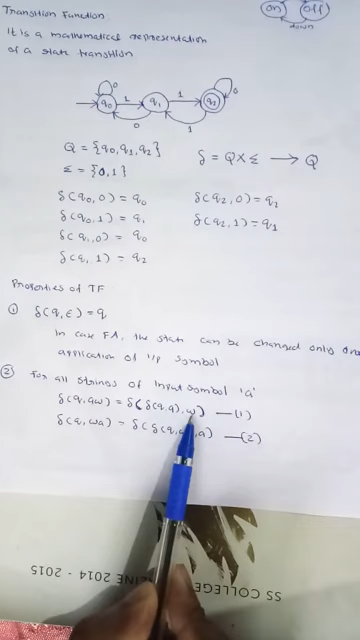 on off
down
Transition Function
It is a mathematical representation
of a state transition
0 1 1 0
q0 q1 q2
0 1
Q = {q0, q1, q2}
Σ = {0, 1}
δ = Q X Σ → Q
δ(q0, 0) = q0
δ(q0, 1) = q1
δ(q1, 0) = q0
δ(q1, 1) = q2
δ(q2, 0) = q2
δ(q2, 1) = q1
Properties of TF
① δ(q, ε) = q
In case FA, the state can be changed only
application of i/p symbol
② For all strings of Input symbol 'a'
δ(q, aw) = δ(δ(q, a), w) —(1)
δ(q, wa) = δ(δ(q, a) —(2)
SS COLLEGE
ZINE 2014 - 2015